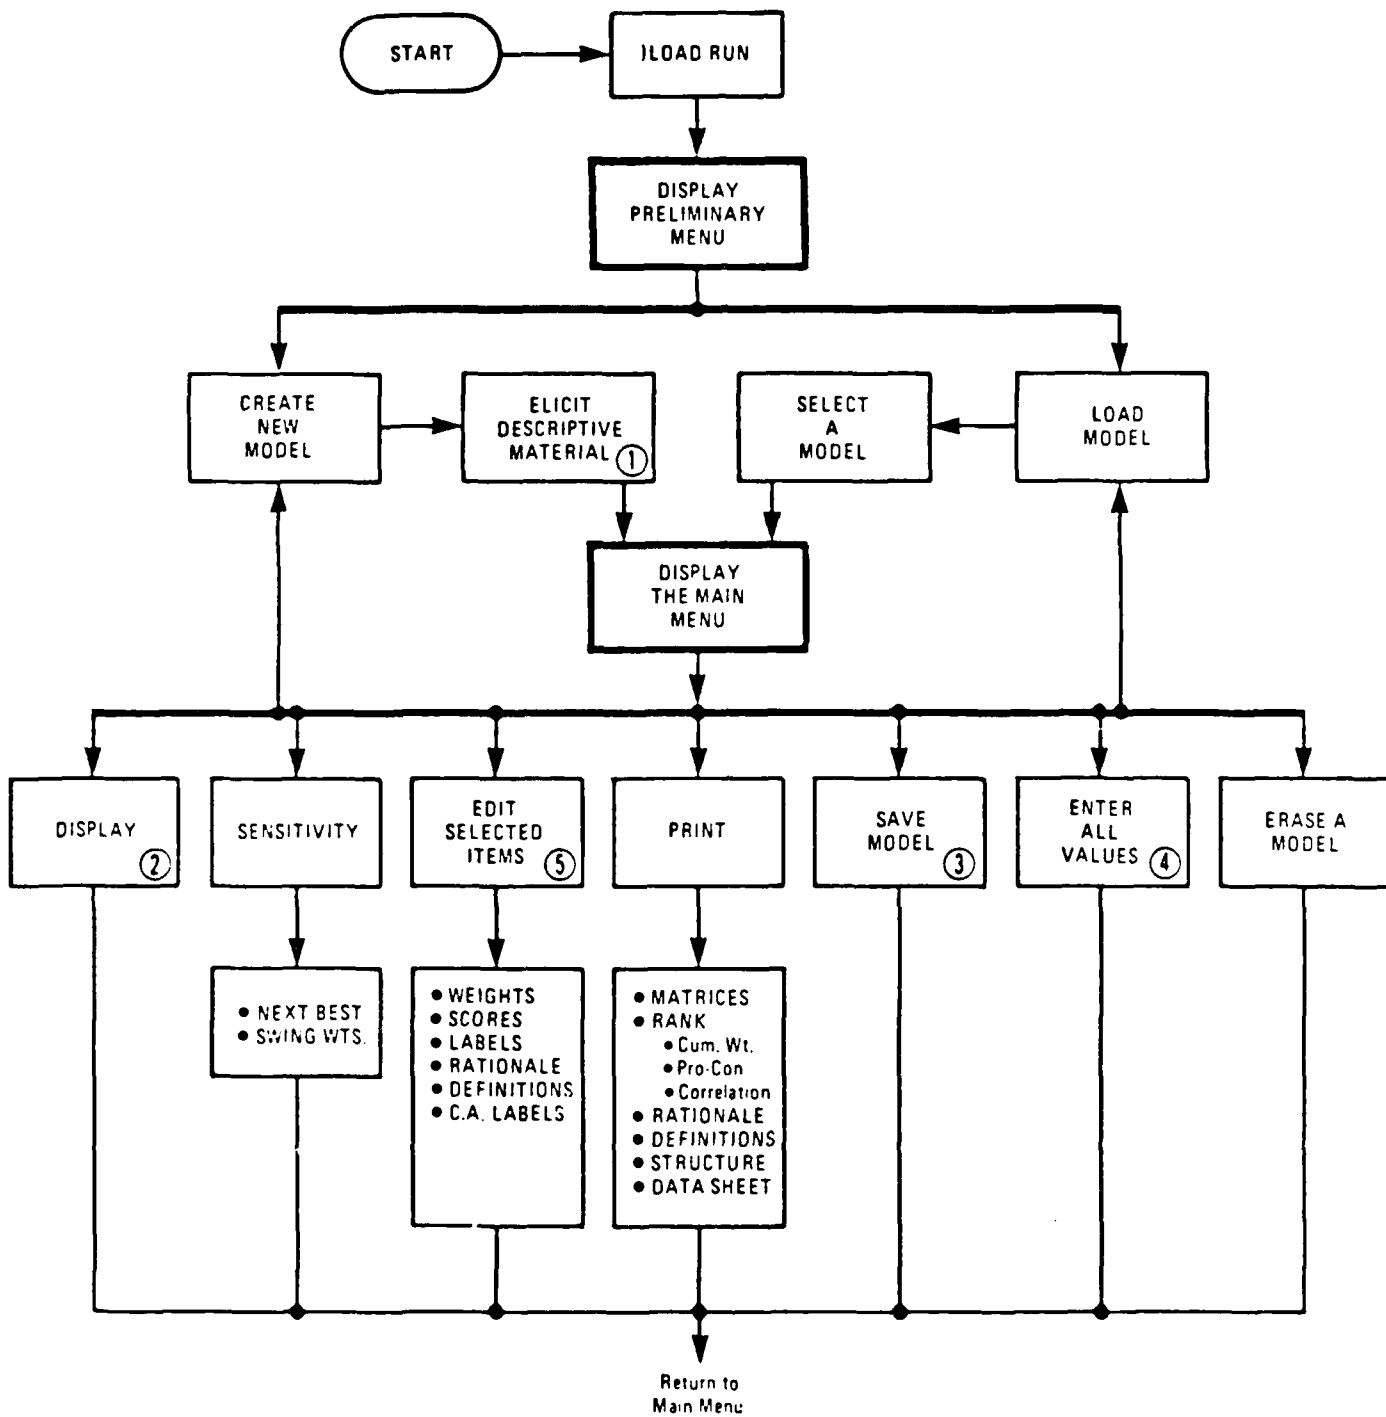 START
)LOAD RUN
DISPLAY
PRELIMINARY
MENU
CREATE
NEW
MODEL
ELICIT
DESCRIPTIVE
MATERIAL
1
SELECT
A
MODEL
LOAD
MODEL
DISPLAY
THE MAIN
MENU
DISPLAY
2
SENSITIVITY
EDIT
SELECTED
ITEMS
5
PRINT
SAVE
MODEL
3
ENTER
ALL
VALUES
4
ERASE A
MODEL
• NEXT BEST
• SWING WTS.
• WEIGHTS
• SCORES
• LABELS
• RATIONALE
• DEFINITIONS
• C.A. LABELS
• MATRICES
• RANK
• Cum. Wt.
• Pro-Con
• Correlation
• RATIONALE
• DEFINITIONS
• STRUCTURE
• DATA SHEET
Return to
Main Menu